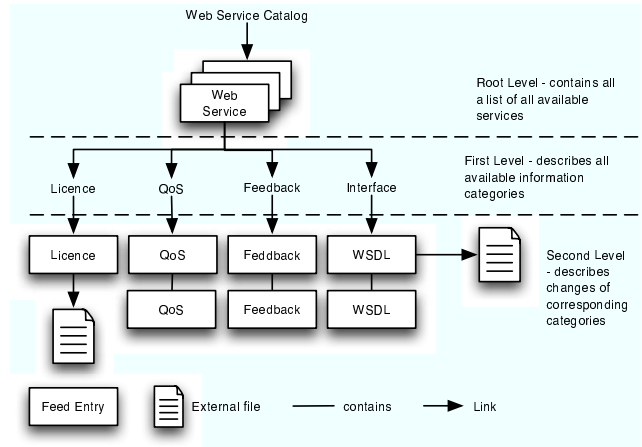 Web Service Catalog
Web
Service
Root Level - contains all
a list of all available
services
First Level - describes all
available information
categories
Licence
QoS
Feedback
Interface
Licence
QoS
Feddback
WSDL
Second Level
- describes
changes of
corresponding
categories
QoS
Feedback
WSDL
Feed Entry
External file
contains
Link